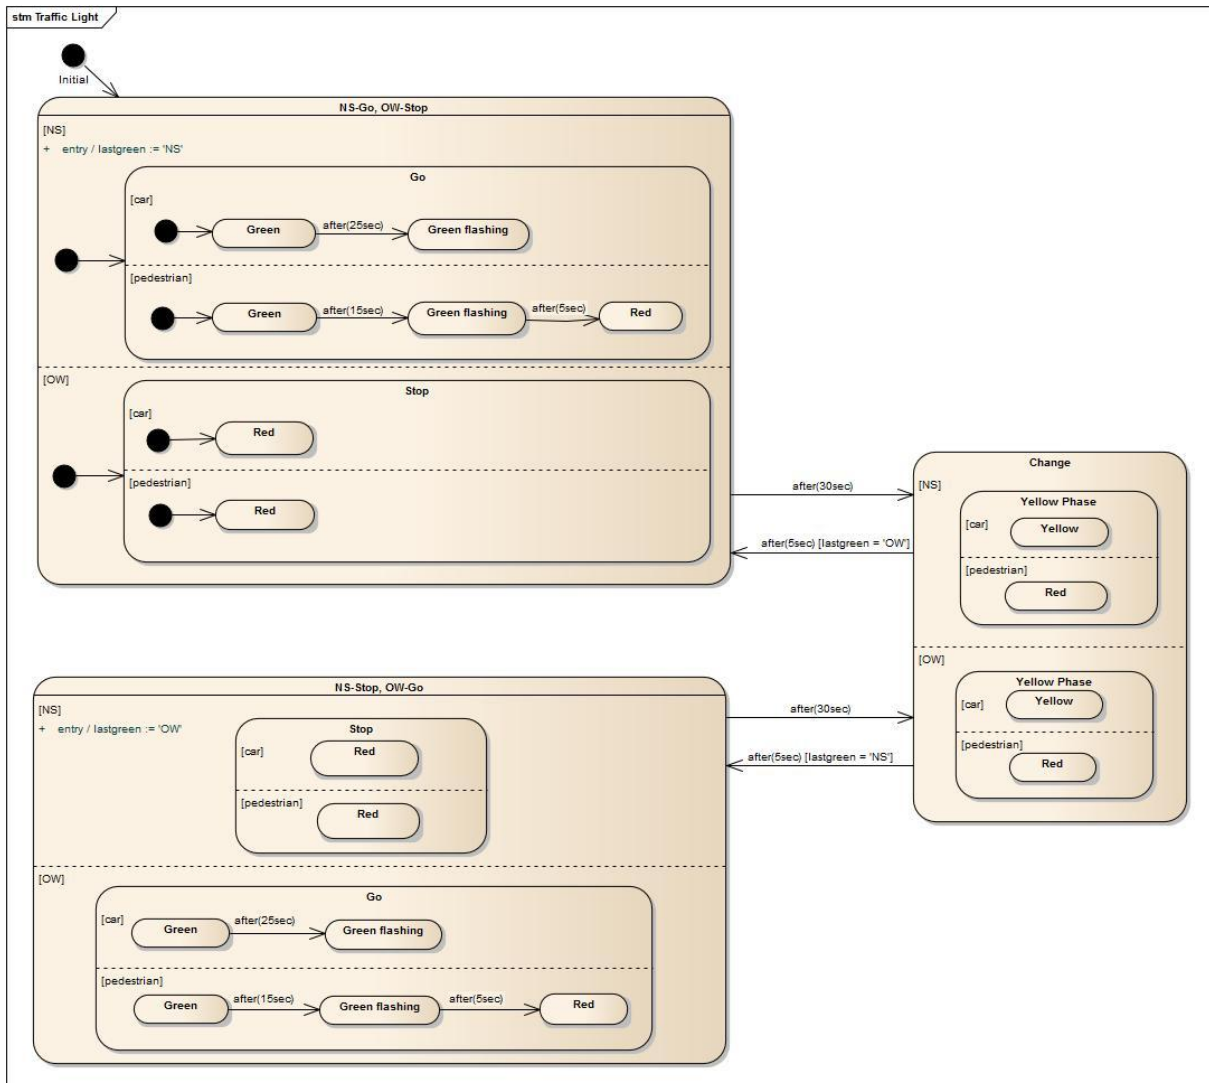 stm Traffic Light
Initial
NS-Go, OW-Stop
[NS]
+ entry / lastgreen := 'NS'
Go
[car]
Green
after(25sec)
Green flashing
[pedestrian]
Green
after(15sec)
Green flashing
after(5sec)
Red
[OW]
Stop
[car]
Red
[pedestrian]
Red
after(30sec)
after(5sec) [lastgreen = 'OW']
Change
[NS]
Yellow Phase
[car]
Yellow
[pedestrian]
Red
[OW]
Yellow Phase
[car]
Yellow
[pedestrian]
Red
NS-Stop, OW-Go
[NS]
+ entry / lastgreen := 'OW'
Stop
[car]
Red
[pedestrian]
Red
after(30sec)
after(5sec) [lastgreen = 'NS']
[OW]
Go
[car]
Green
after(25sec)
Green flashing
[pedestrian]
Green
after(15sec)
Green flashing
after(5sec)
Red